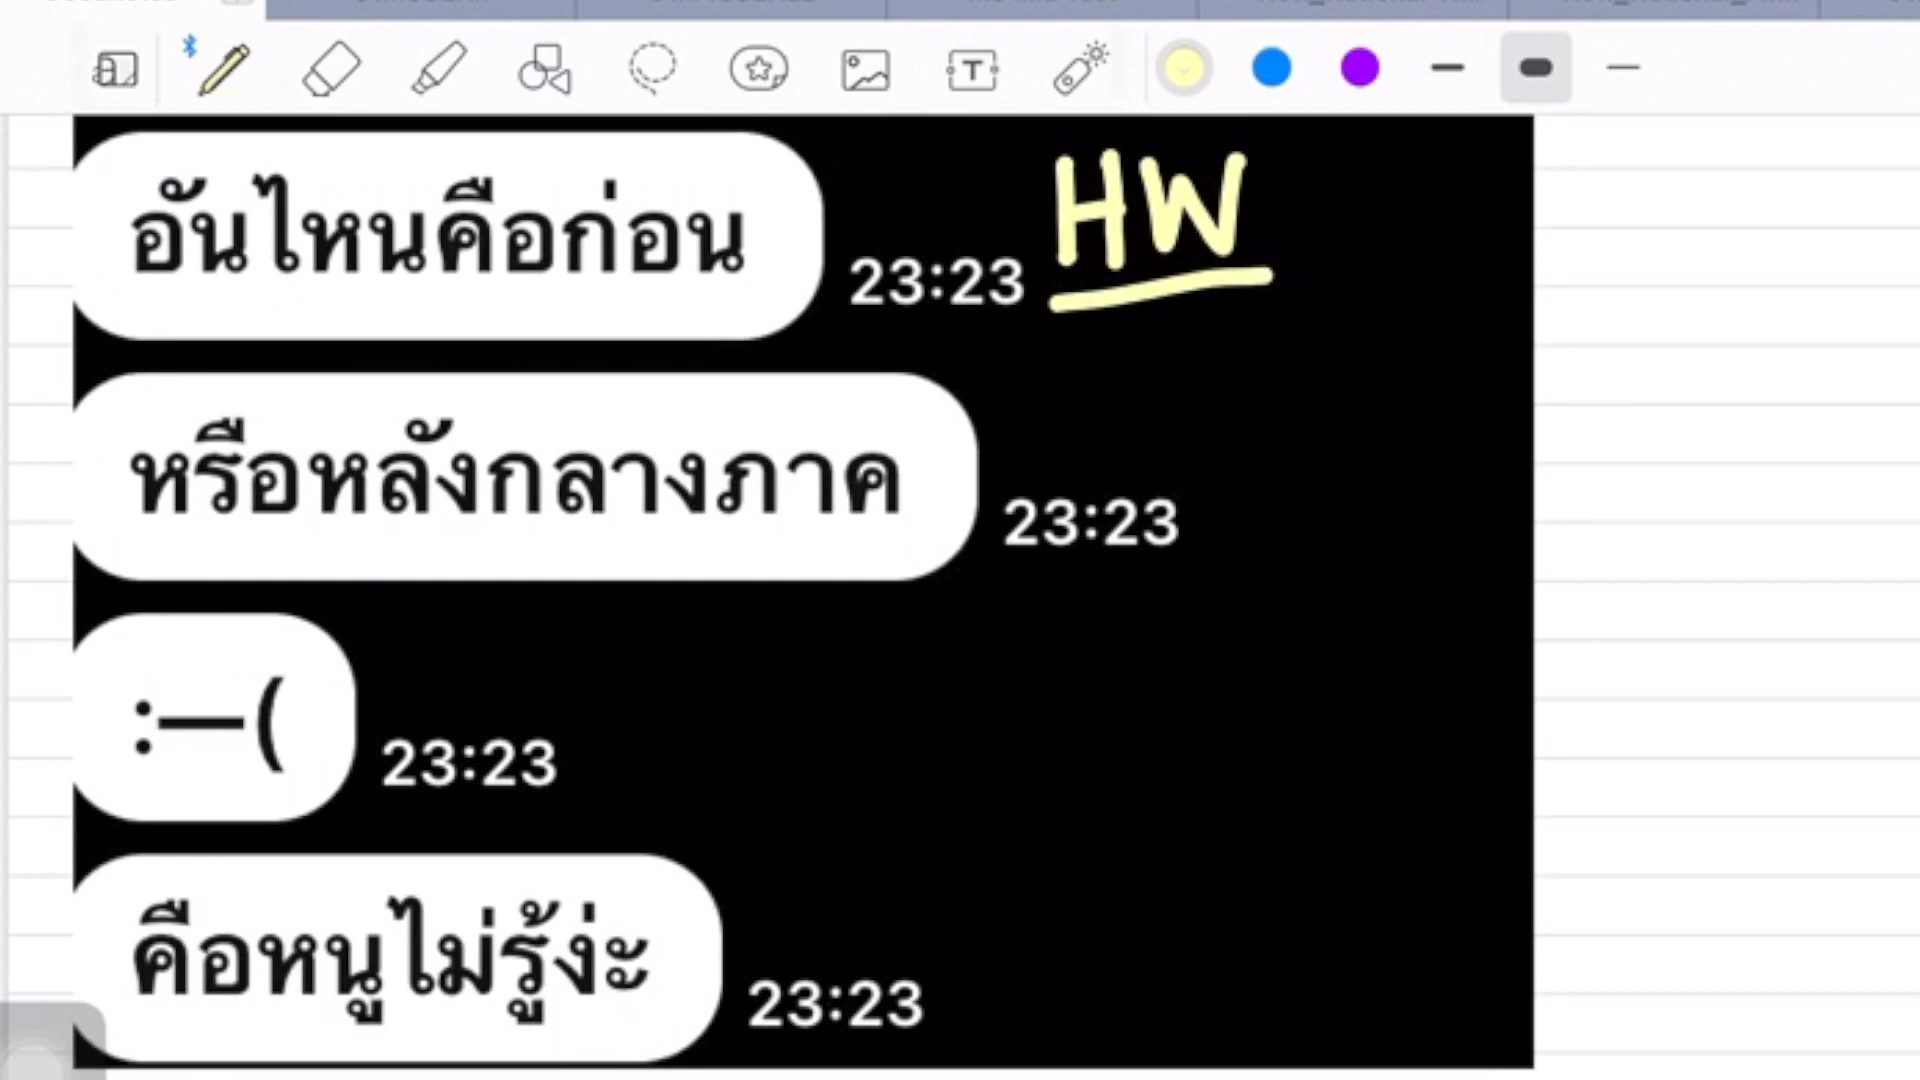 อันไหนคือก่อน
23:23
HW
หรือหลังกลางภาค
23:23
:—(
23:23
คือหนูไม่รู้ง่ะ
23:23